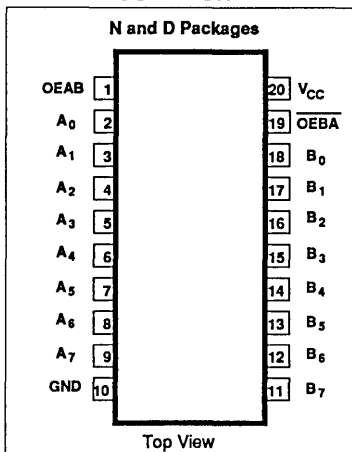 N and D Packages
OEAB 1 20 VCC
A0 2 19 OEBA
A1 3 18 B0
A2 4 17 B1
A3 5 16 B2
A4 6 15 B3
A5 7 14 B4
A6 8 13 B5
A7 9 12 B6
GND 10 11 B7
Top View